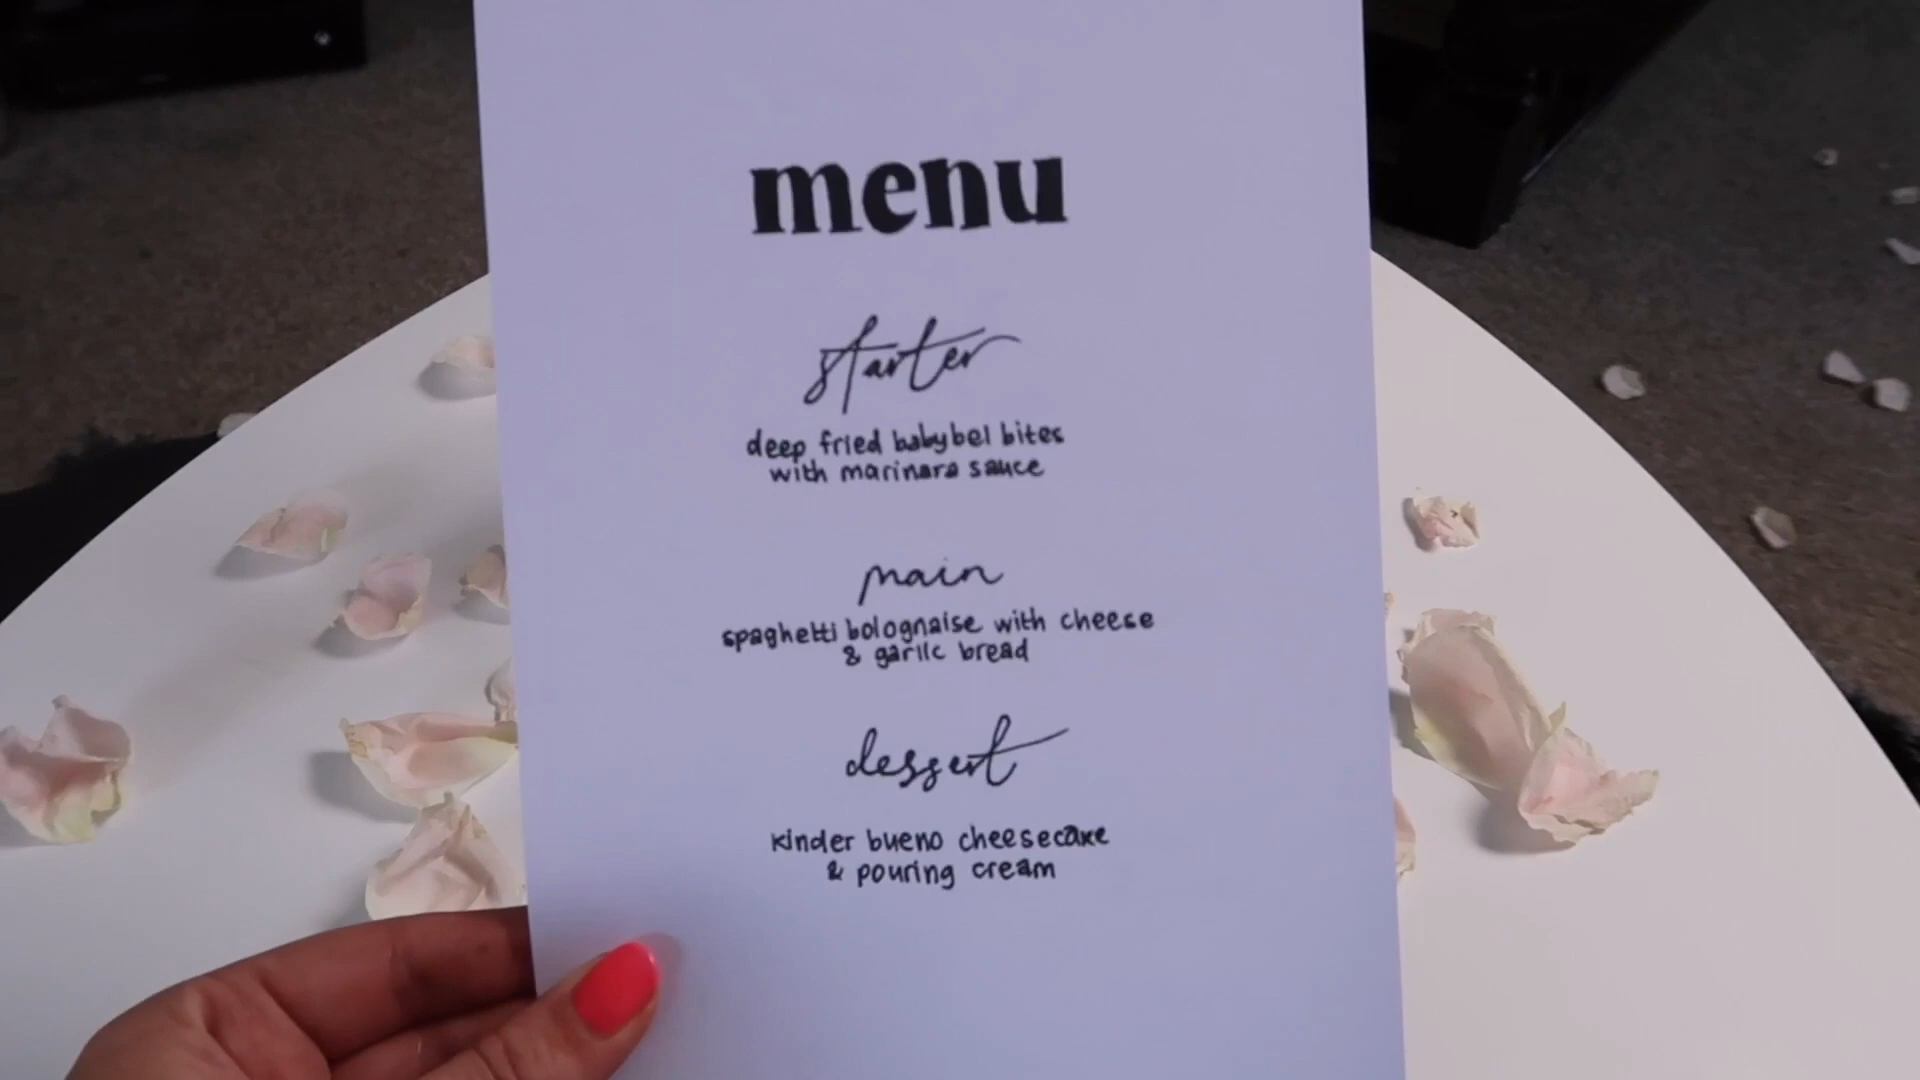 menu
starter
deep fried babybel bites
with marinara sauce
main
spaghetti bolognaise with cheese
& garlic bread
dessert
kinder bueno cheesecake
& pouring cream